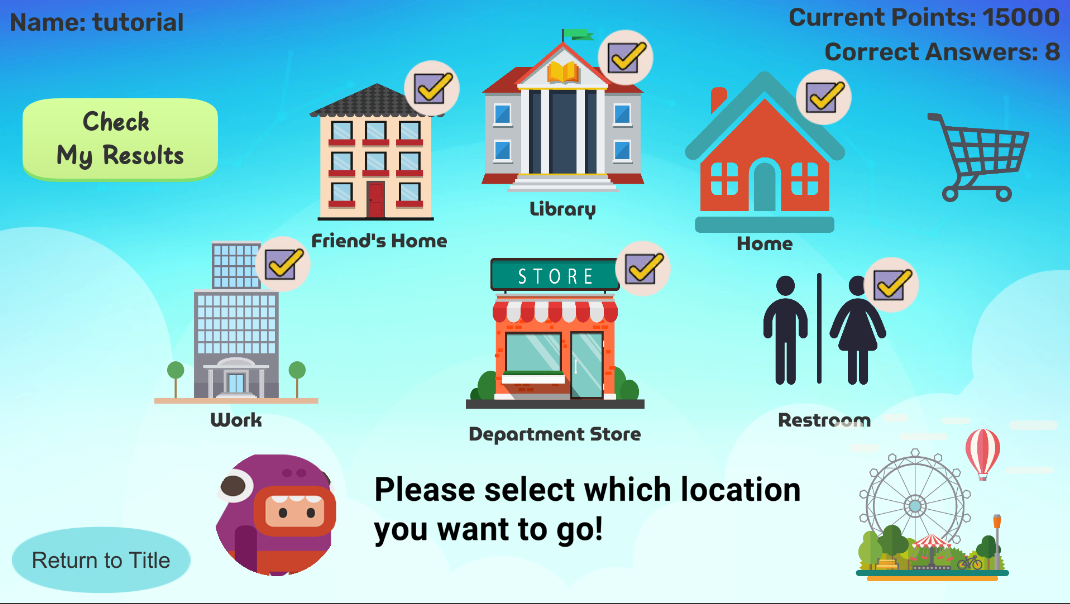 Name: tutorial
Current Points: 15000
Correct Answers: 8
Check
My Results
Library
Friend's Home
Home
STORE
Work
Department Store
Restroom
Please select which location
you want to go!
Return to Title